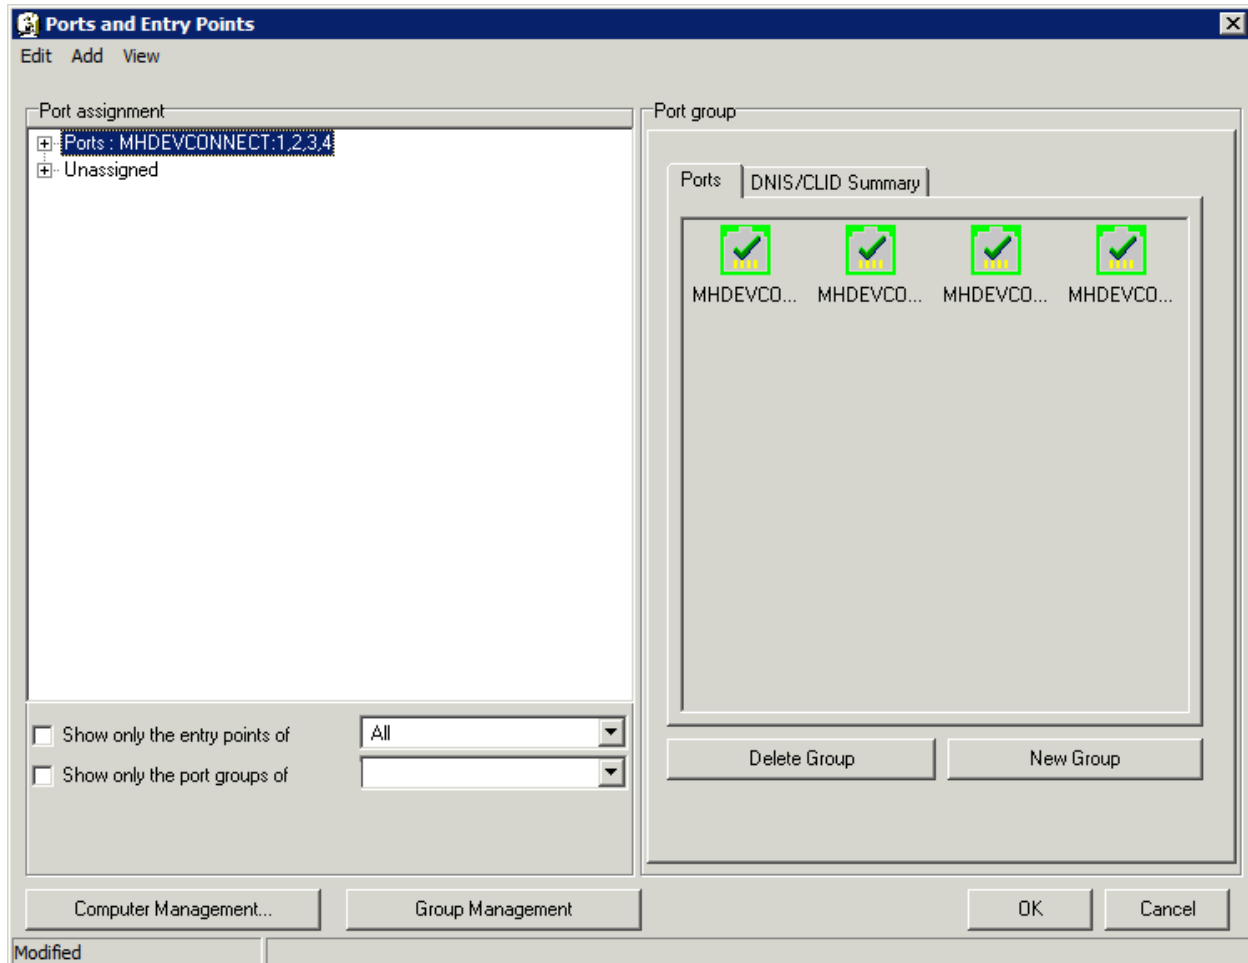 Ports and Entry Points
Edit Add View
Port assignment
Ports : MHDEVCONNECT:1,2,3,4
Unassigned
Show only the entry points of
All
Show only the port groups of
Port group
Ports
DNIS/CLID Summary
MHDEVCO... MHDEVCO... MHDEVCO... MHDEVCO...
Delete Group
New Group
Computer Management...
Group Management
OK
Cancel
Modified